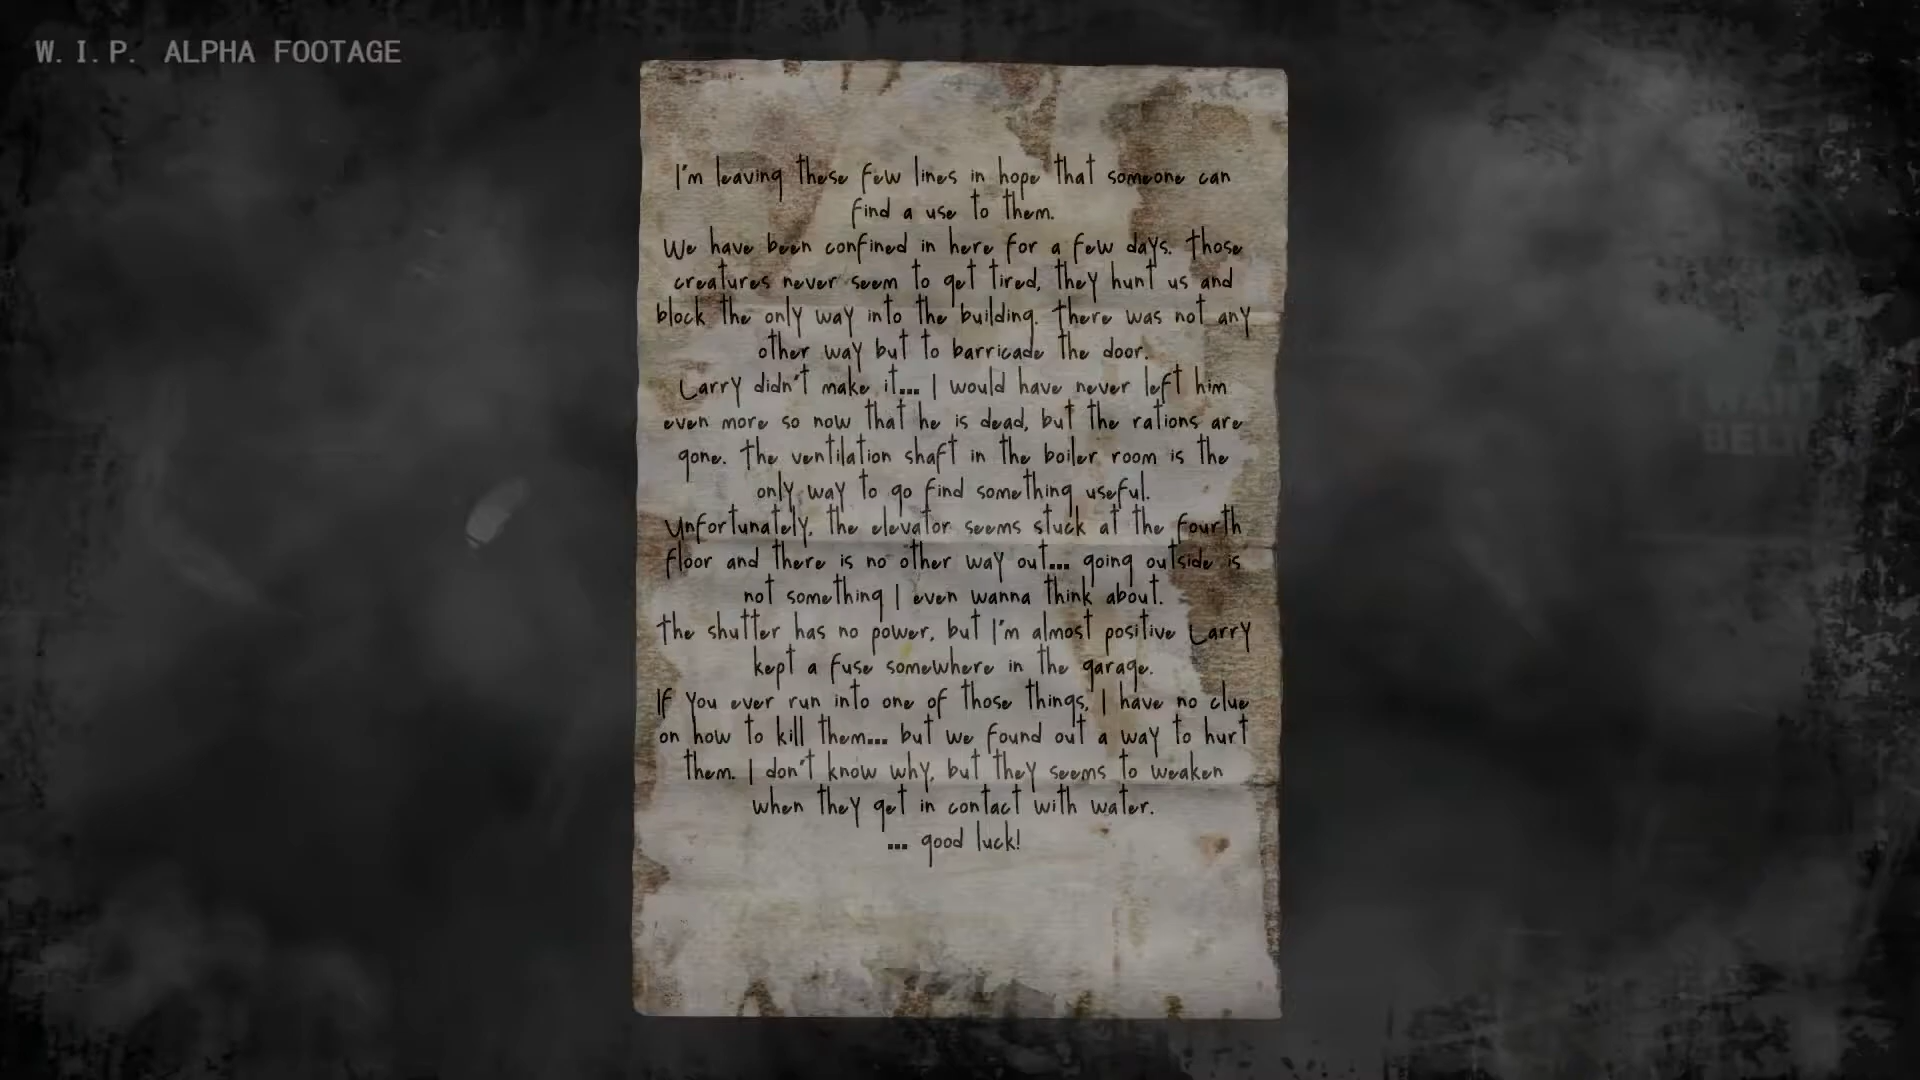 W.I.P. ALPHA FOOTAGE
I'm leaving these few lines in hope that someone can
find a use to them.
We have been confined in here for a few days. Those
creatures never seem to get tired, they hunt us and
block the only way into the building. There was not any
other way but to barricade the door.
Larry didn't make it... I would have never left him
even more so now that he is dead, but the rations are
gone. The ventilation shaft in the boiler room is the
only way to go find something useful.
Unfortunately, the elevator seems stuck at the fourth
floor and there is no other way out... going outside is
not something I even wanna think about.
The shutter has no power, but I'm almost positive Larry
kept a fuse somewhere in the garage.
If you ever run into one of those things, I have no clue
on how to kill them... but we found out a way to hurt
them. I don't know why, but they seems to weaken
when they get in contact with water.
... good luck!